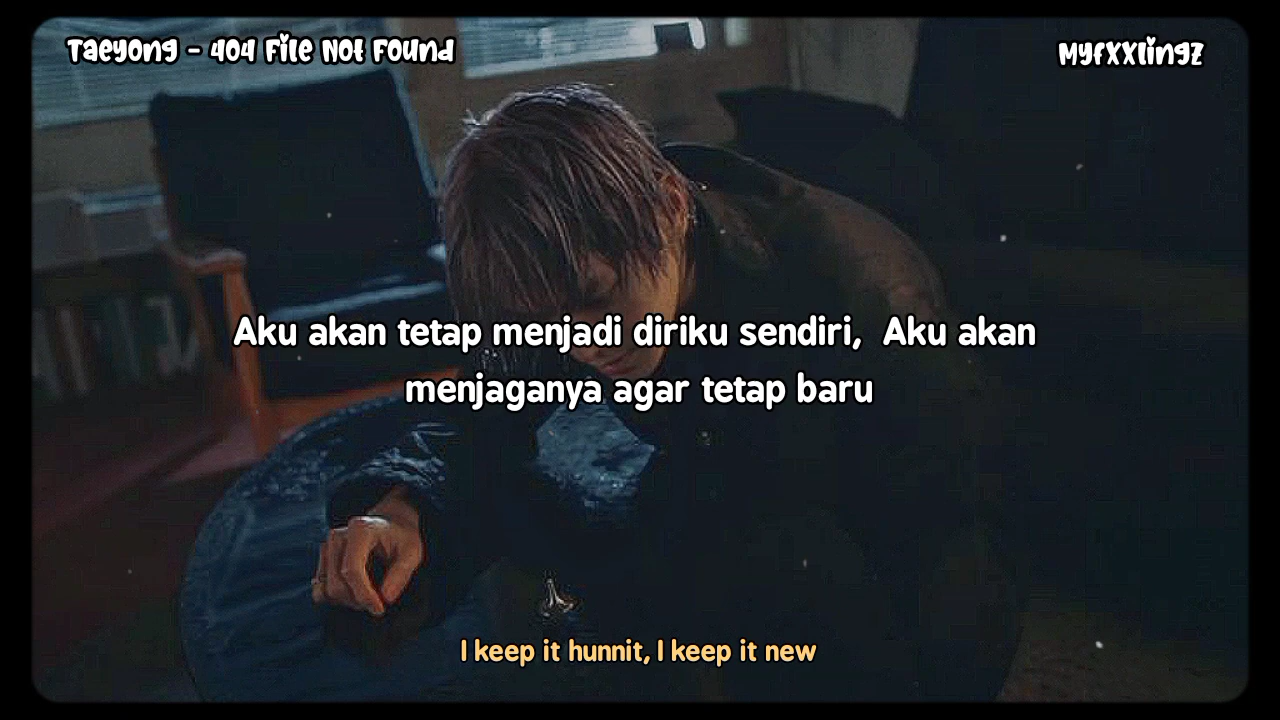 Taeyong - 404 File Not Found
MyfXXlingz
Aku akan tetap menjadi diriku sendiri, Aku akan
menjaganya agar tetap baru
I keep it hunnit, I keep it new